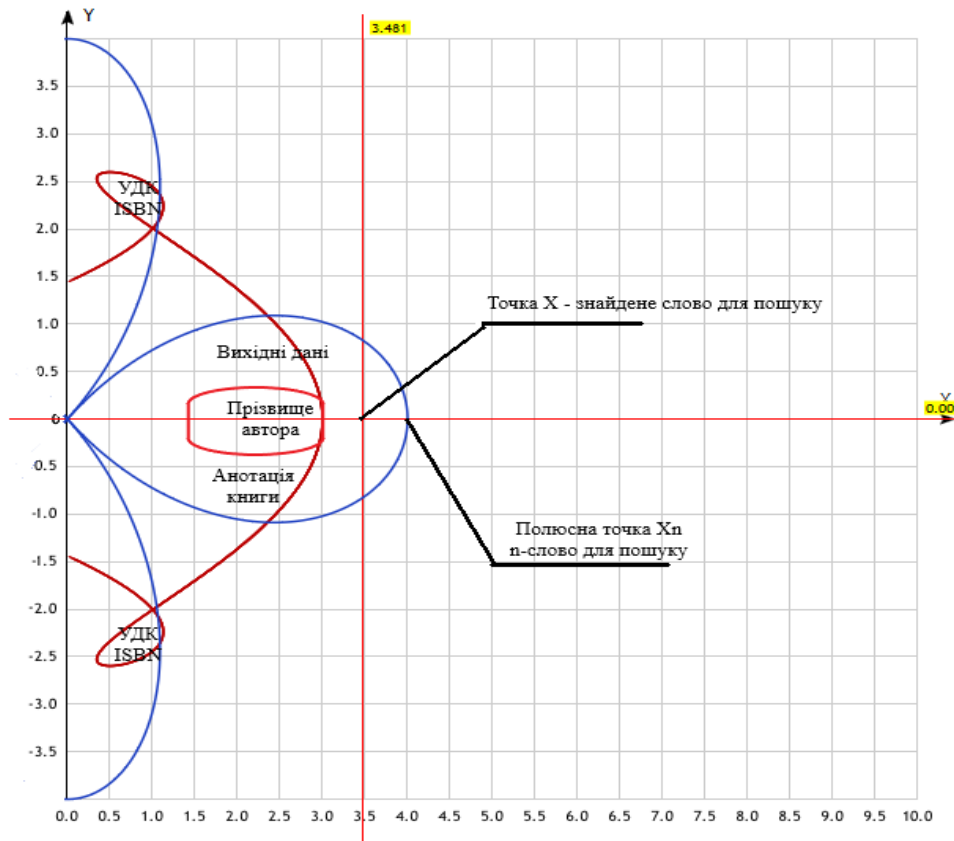 Y
3.481
3.5
3.0
2.5
УДК
ISBN
2.0
1.5
Точка X - знайдене слово для пошуку
1.0
Вихідні дані
0.5
Прізвище
автора
0
X
0.00
0.5
Анотація
книги
-1.0
Полюсна точка Xn
n-слово для пошуку
-1.5
-2.0
УДК
ISBN
-2.5
-3.0
-3.5
0.0 0.5 1.0 1.5 2.0 2.5 3.0 3.5 4.0 4.5 5.0 5.5 6.0 6.5 7.0 7.5 8.0 8.5 9.0 9.5 10.0